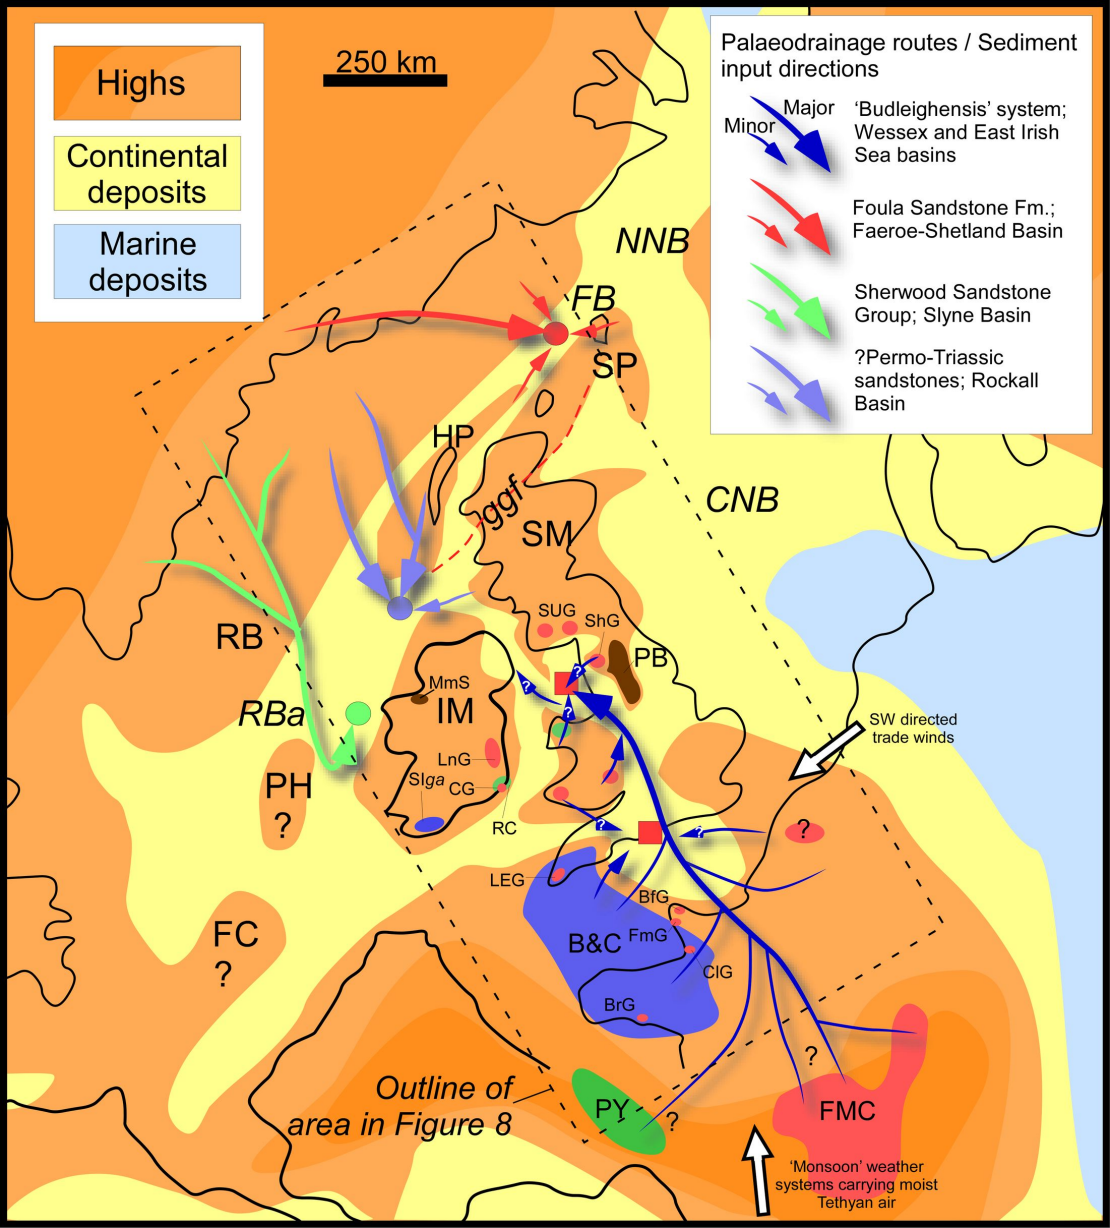 Highs
Continental
deposits
Marine
deposits
250 km
Palaeodrainage routes / Sediment
input directions
Major
Minor
‘Budleighensis’ system;
Wessex and East Irish
Sea basins
Foula Sandstone Fm.;
Faeroe-Shetland Basin
Sherwood Sandstone
Group; Slyne Basin
?Permo-Triassic
sandstones; Rockall
Basin
NNB
FB
SP
HP
ggf
CNB
SM
SUG
ShG
RB
PB
?
MmS
?
RBa
IM
?
SW directed
trade winds
LnG
SIga
CG
PH
?
RC
?
?
?
LEG
BfG
FC
?
B&C
FmG
ClG
BrG
?
Outline of
area in Figure 8
PY
?
FMC
‘Monsoon’ weather
systems carrying moist
Tethyan air